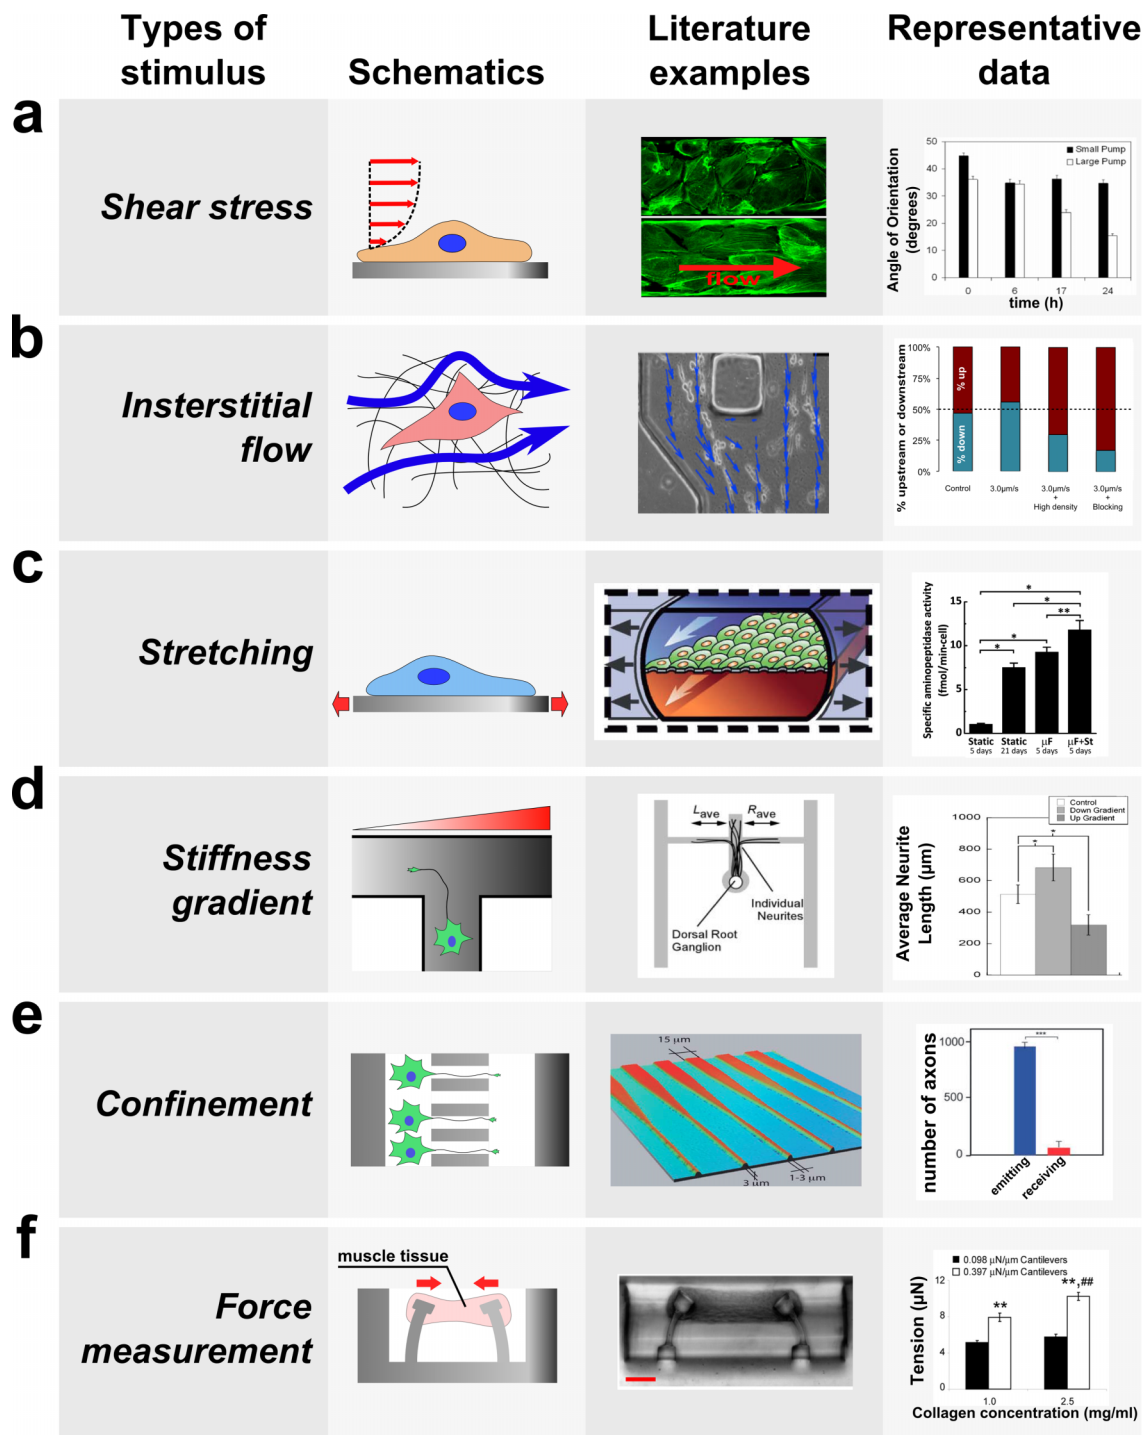 Types of
stimulus
Schematics
Literature
examples
Representative
data
a
Shear stress
flow
Angle of Orientation
(degrees)
50
40
30
20
10
0
Small Pump
Large Pump
0 6 17 24
time (h)
b
Insterstitial
flow
% upstream or downstream
100%
75%
50%
25%
0%
% up
% down
Control
3.0μm/s
3.0μm/s
+
High density
3.0μm/s
+
Blocking
c
Stretching
Specific aminopeptidase activity
(fmol/min-cell)
15
10
5
0
*
*
**
*
*
Static
5 days
Static
21 days
μF
5 days
μF+St
5 days
d
Stiffness
gradient
Lave
Rave
Individual
Neurites
Dorsal Root
Ganglion
Average Neurite
Length (μm)
1000
800
600
400
200
0
Control
Down Gradient
Up Gradient
e
Confinement
15 μm
3 μm
1-3 μm
number of axons
1000
500
0
***
emitting
receiving
f
Force
measurement
muscle tissue
Tension (μN)
0.098 μN/μm Cantilevers
0.397 μN/μm Cantilevers
12
8
4
0
**
**,##
1.0 2.5
Collagen concentration (mg/ml)